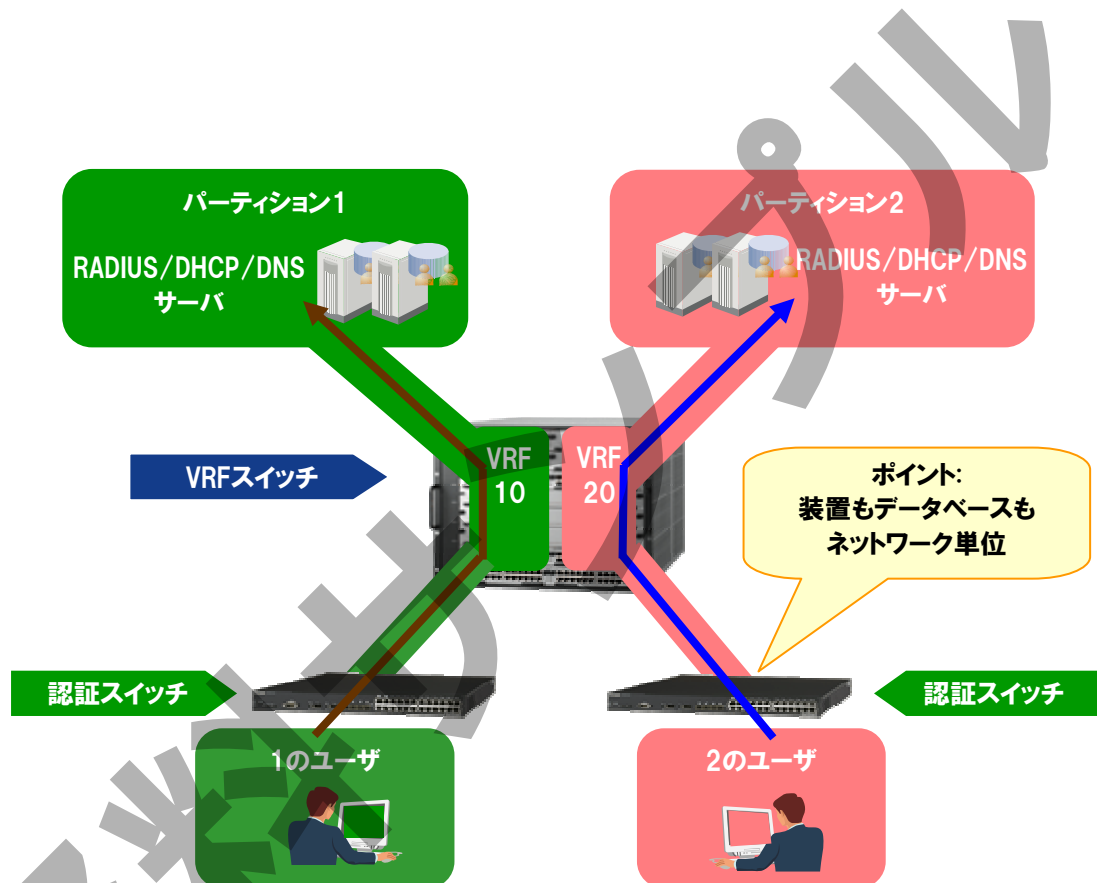 パーティション1
RADIUS/DHCP/DNS
サーバ
パーティション2
RADIUS/DHCP/DNS
サーバ
VRFスイッチ
VRF
10
VRF
20
ポイント:
装置もデータベースも
ネットワーク単位
認証スイッチ
認証スイッチ
1のユーザ
2のユーザ
サンプル